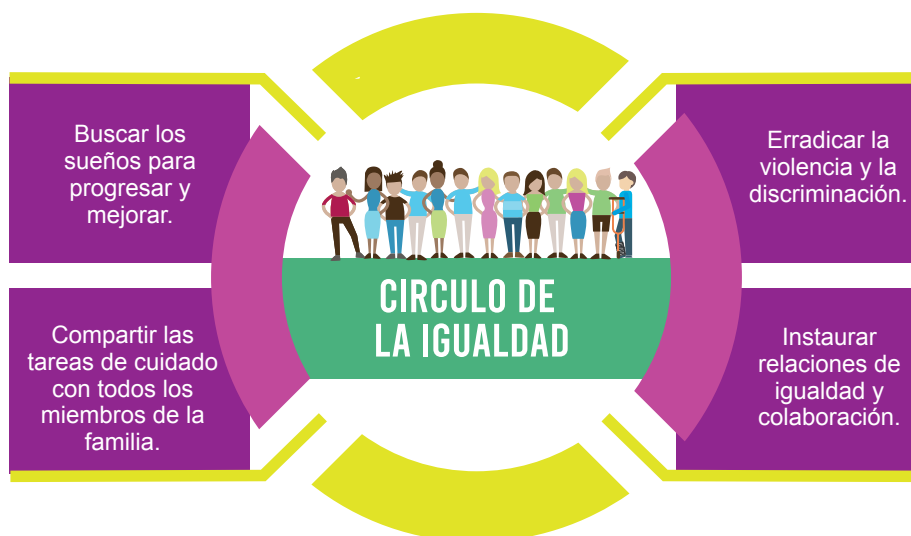 Buscar los
sueños para
progresar y
mejorar.
Erradicar la
violencia y la
discriminación.
CIRCULO DE
LA IGUALDAD
Compartir las
tareas de cuidado
con todos los
miembros de la
familia.
Instaurar
relaciones de
igualdad y
colaboración.